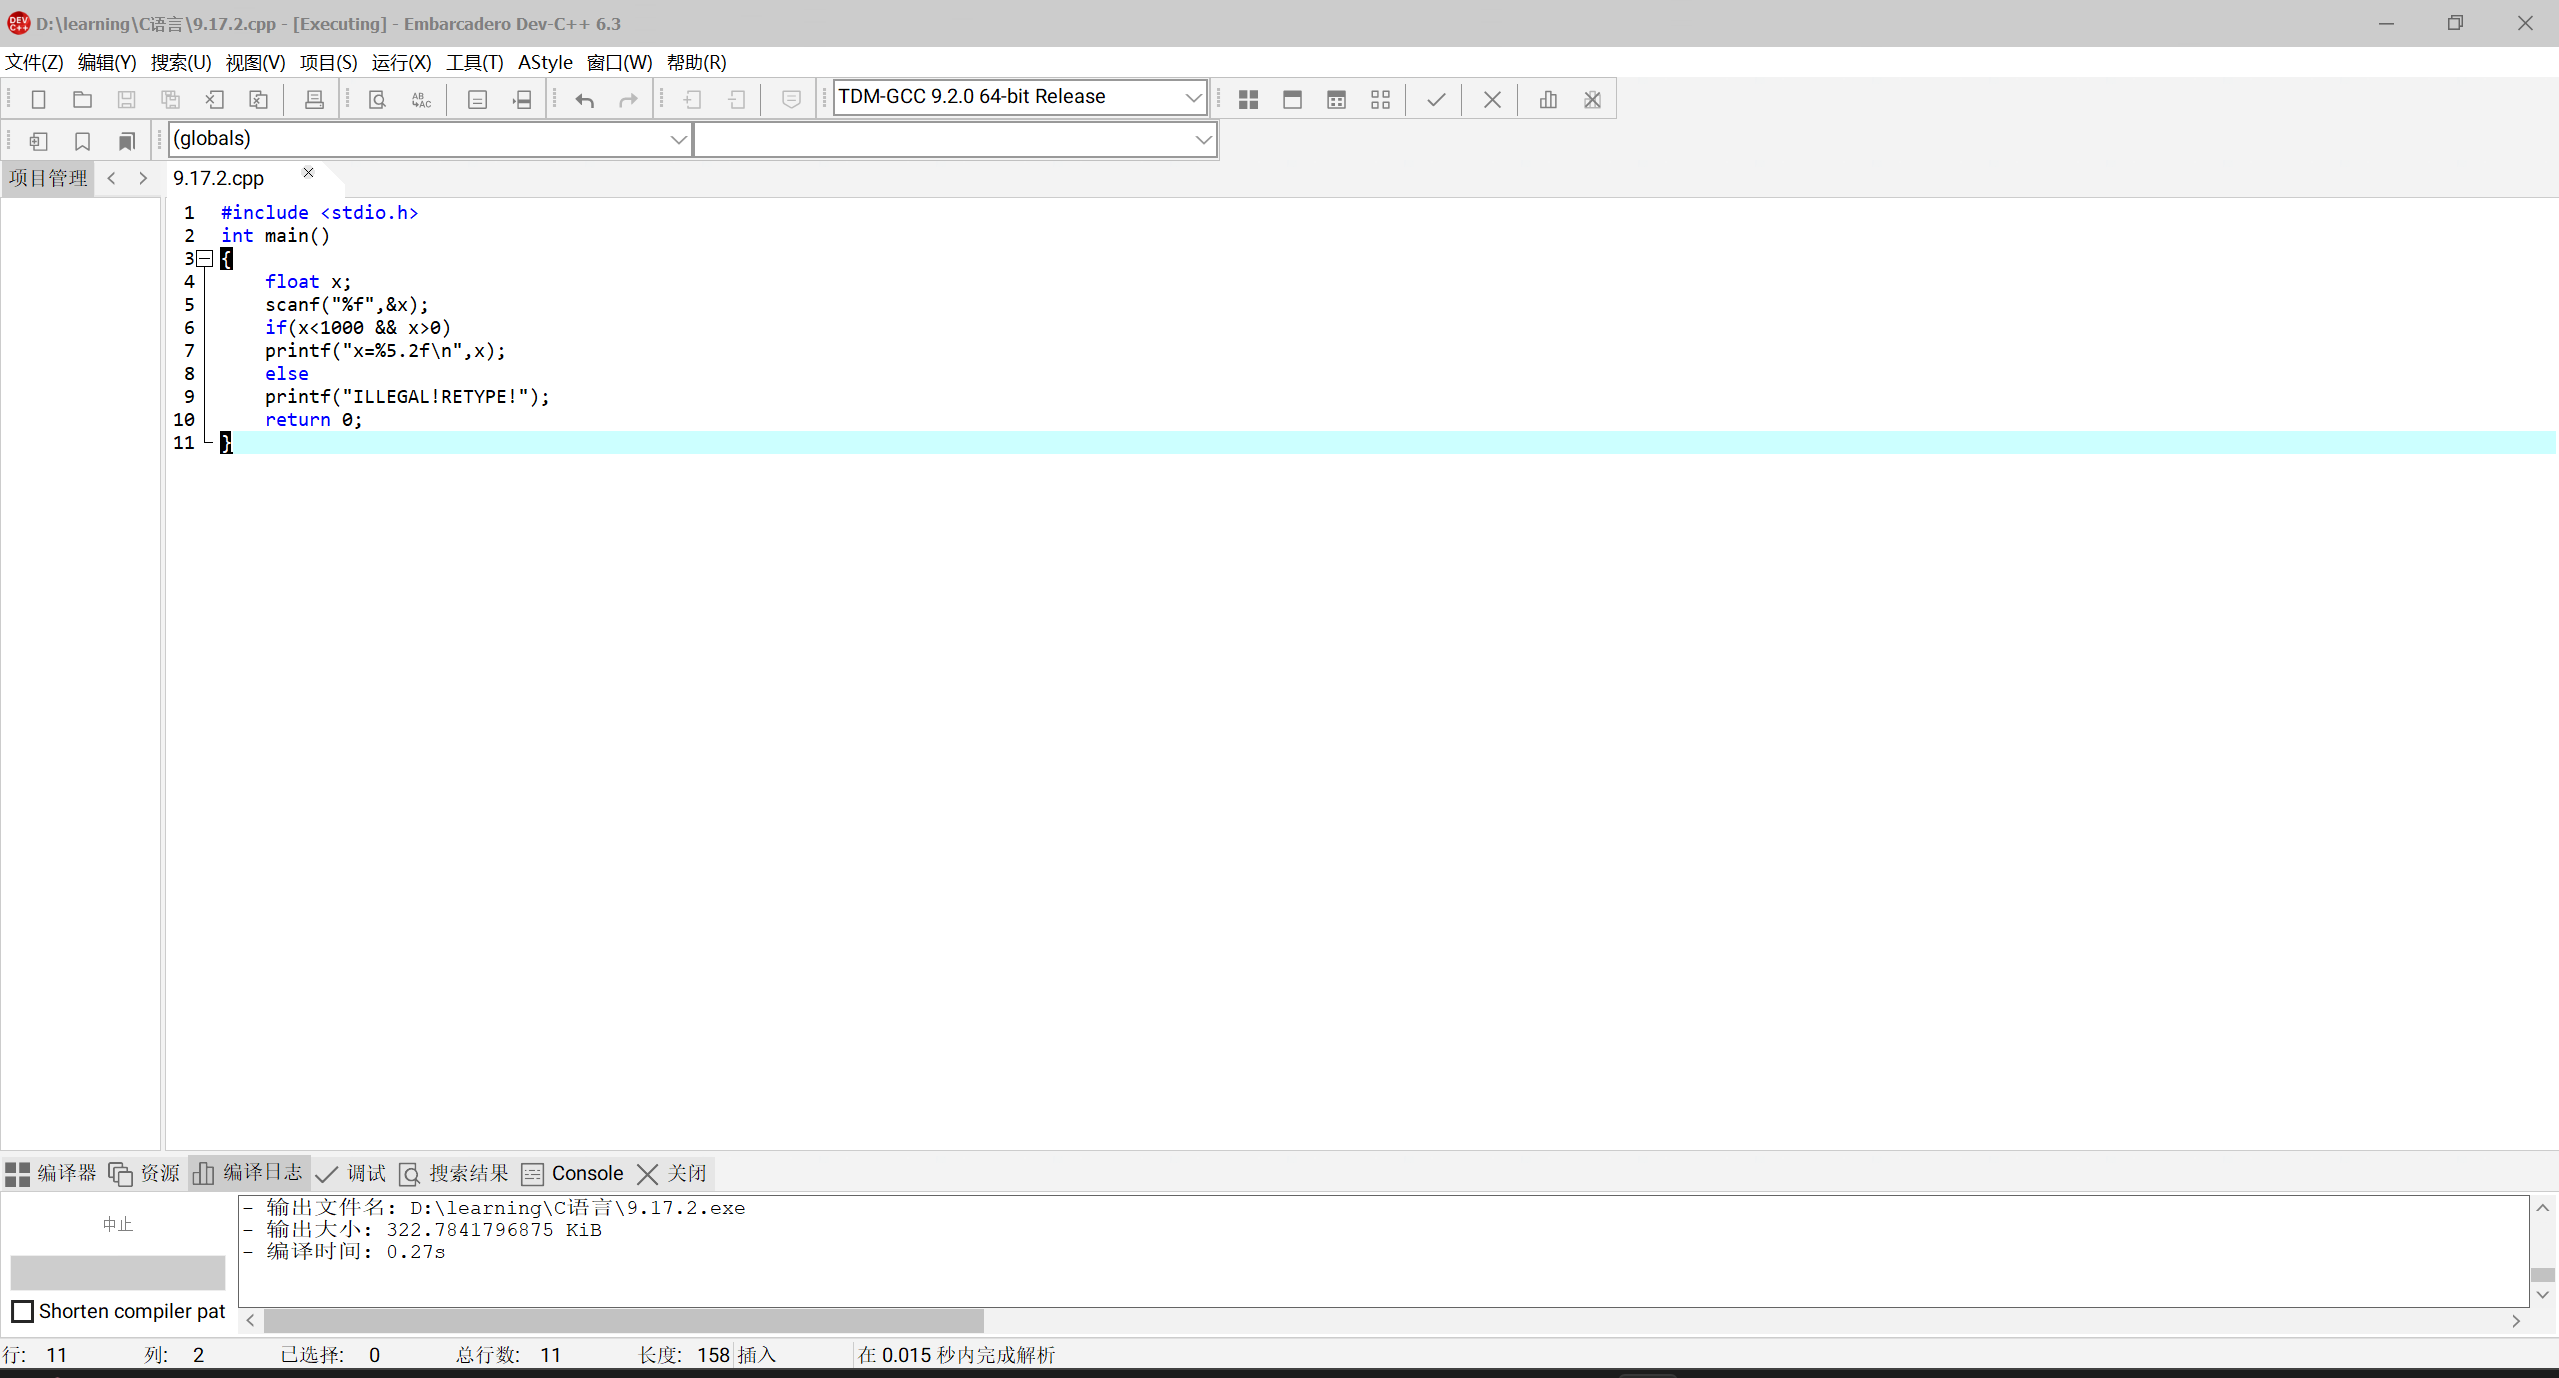 D:\learning\C语言\9.17.2.cpp - [Executing] - Embarcadero Dev-C++ 6.3
文件(Z) 编辑(Y) 搜索(U) 视图(V) 项目(S) 运行(X) 工具(T) AStyle 窗口(W) 帮助(R)
TDM-GCC 9.2.0 64-bit Release
(globals)
项目管理 9.17.2.cpp
1 #include <stdio.h>
2 int main()
3 {
4 float x;
5 scanf("%f",&x);
6 if(x<1000 && x>0)
7 printf("x=%5.2f\n",x);
8 else
9 printf("ILLEGAL!RETYPE!");
10 return 0;
11 }
编译器 资源 编译日志 调试 搜索结果 Console 关闭
中止
Shorten compiler pat
- 输出文件名: D:\learning\C语言\9.17.2.exe
- 输出大小: 322.7841796875 KiB
- 编译时间: 0.27s
行: 11 列: 2 已选择: 0 总行数: 11 长度: 158 插入 在 0.015 秒内完成解析